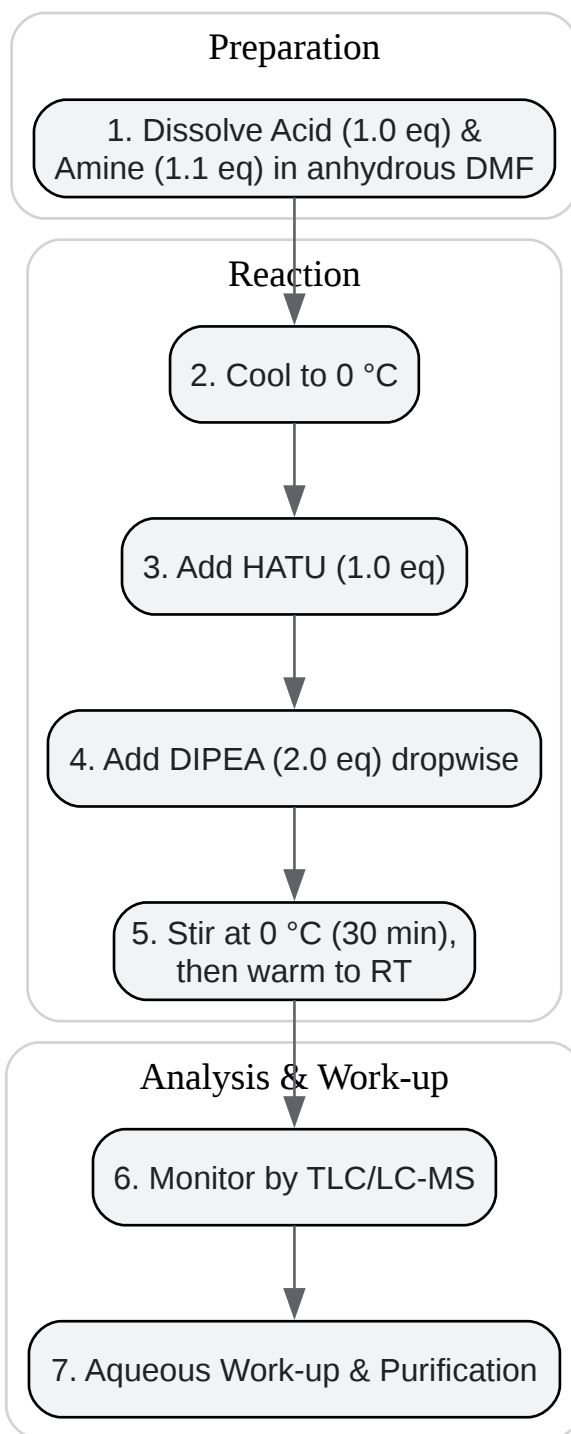 Preparation
1. Dissolve Acid (1.0 eq) &
Amine (1.1 eq) in anhydrous DMF
Reaction
2. Cool to 0 °C
3. Add HATU (1.0 eq)
4. Add DIPEA (2.0 eq) dropwise
5. Stir at 0 °C (30 min),
then warm to RT
Analysis & Work-up
6. Monitor by TLC/LC-MS
7. Aqueous Work-up & Purification